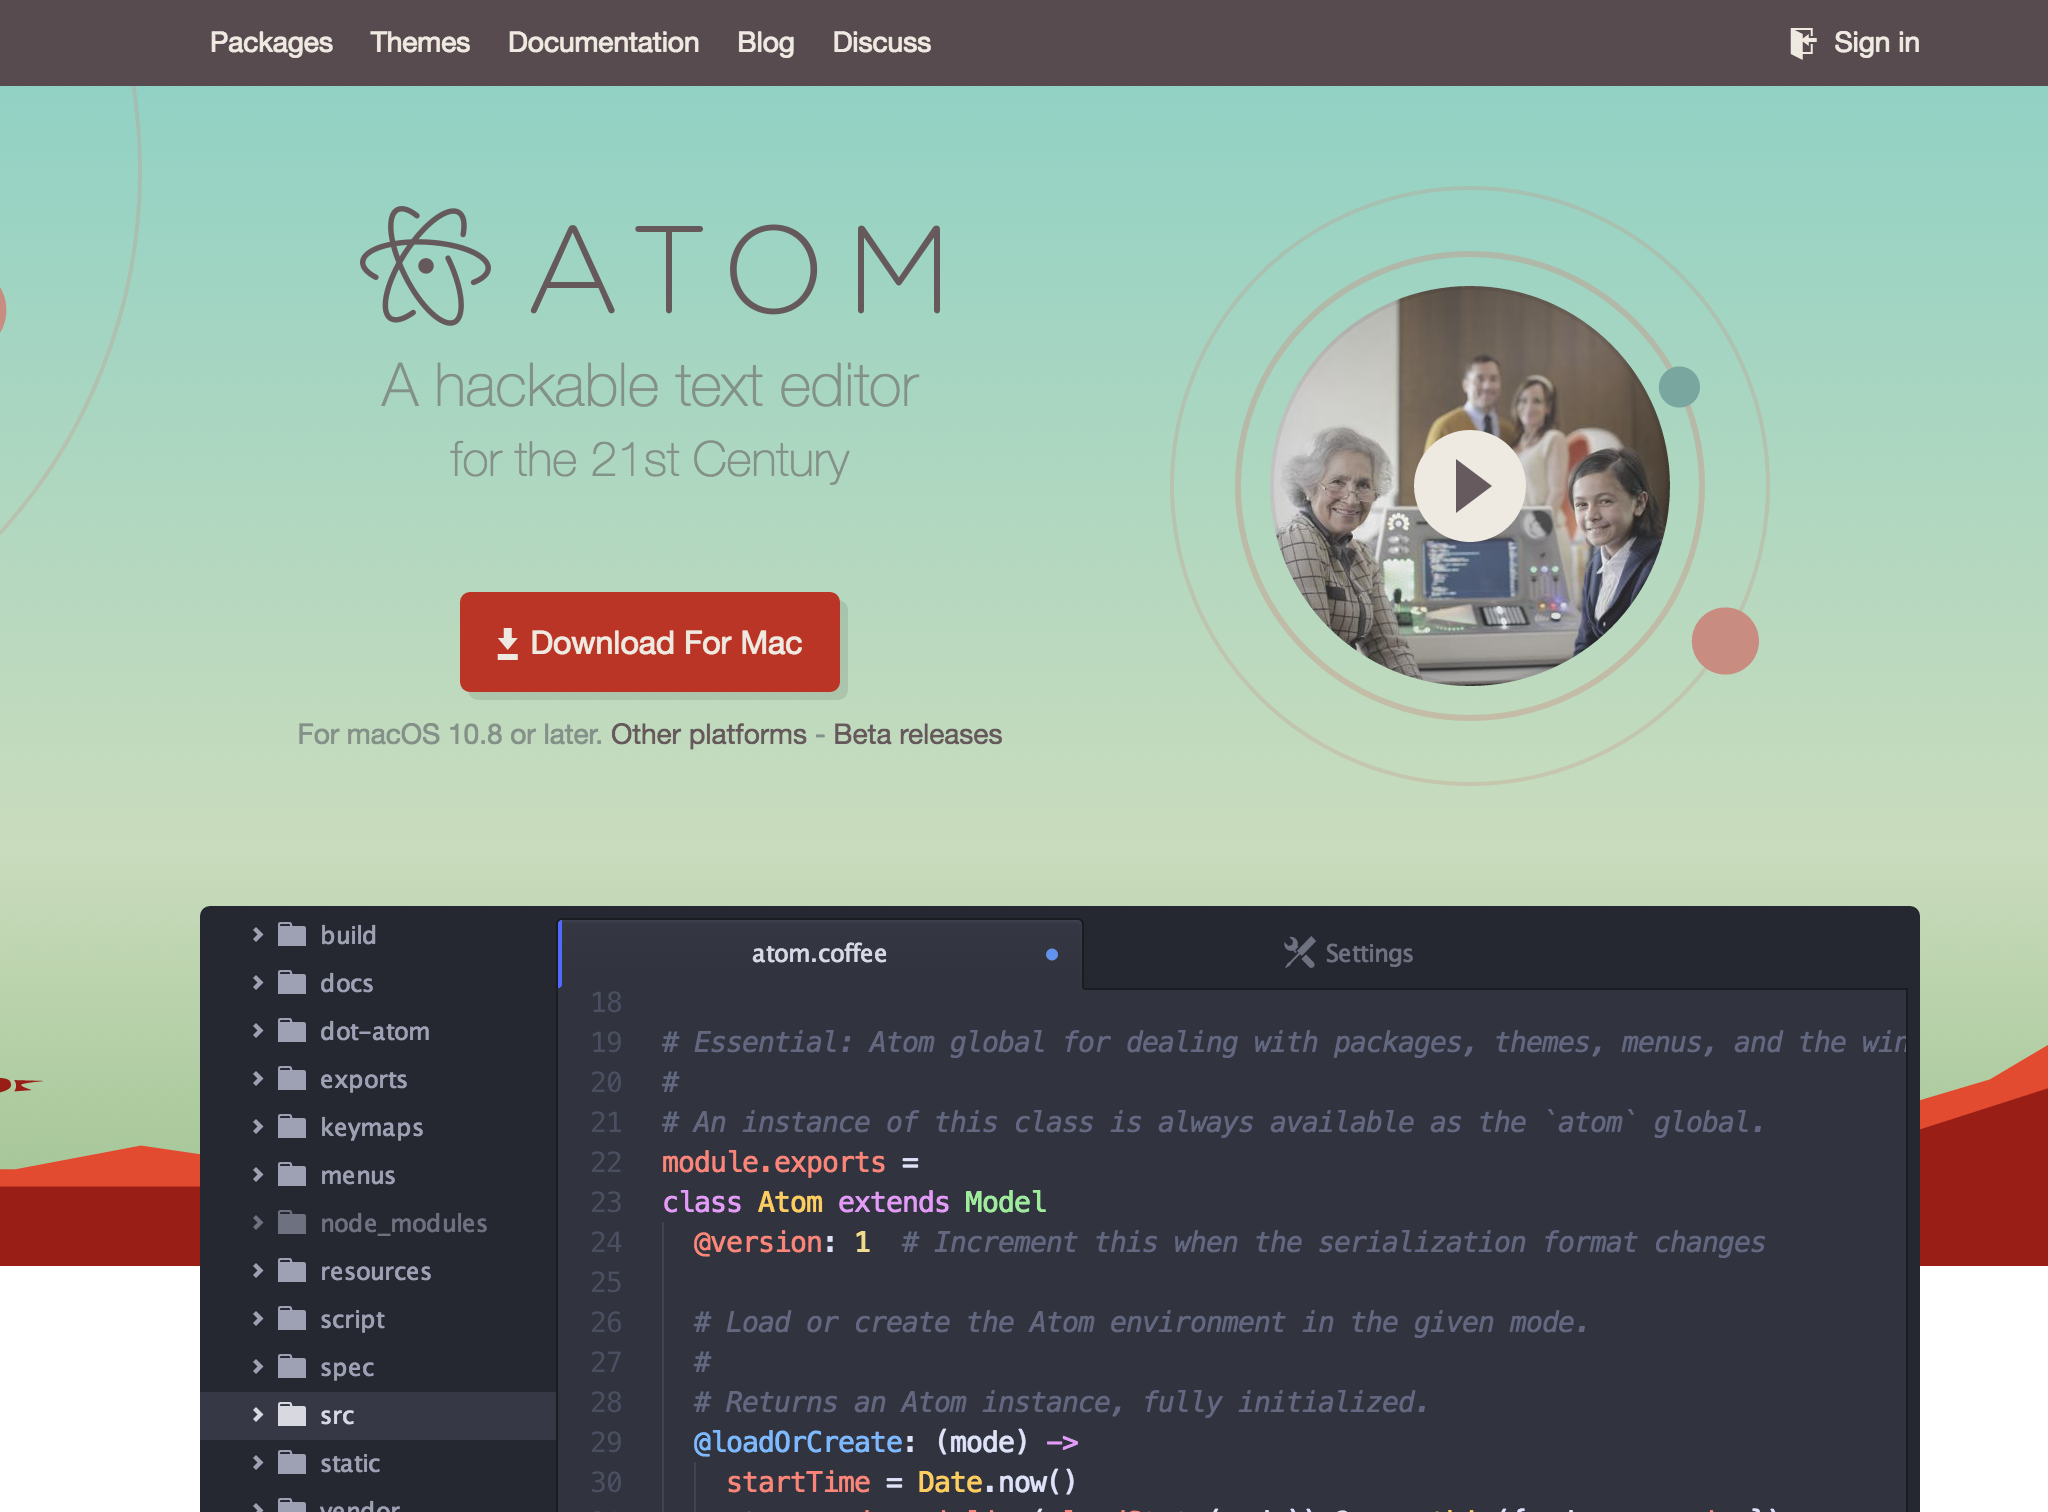 Packages Themes Documentation Blog Discuss Sign in
ATOM
A hackable text editor
for the 21st Century
Download For Mac
For macOS 10.8 or later. Other platforms - Beta releases
build
docs
dot-atom
exports
keymaps
menus
node_modules
resources
script
spec
src
static
vendor
atom.coffee Settings
18
19 # Essential: Atom global for dealing with packages, themes, menus, and the win
20 #
21 # An instance of this class is always available as the `atom` global.
22 module.exports =
23 class Atom extends Model
24 @version: 1 # Increment this when the serialization format changes
25
26 # Load or create the Atom environment in the given mode.
27 #
28 # Returns an Atom instance, fully initialized.
29 @loadOrCreate: (mode) ->
30 startTime = Date.now()